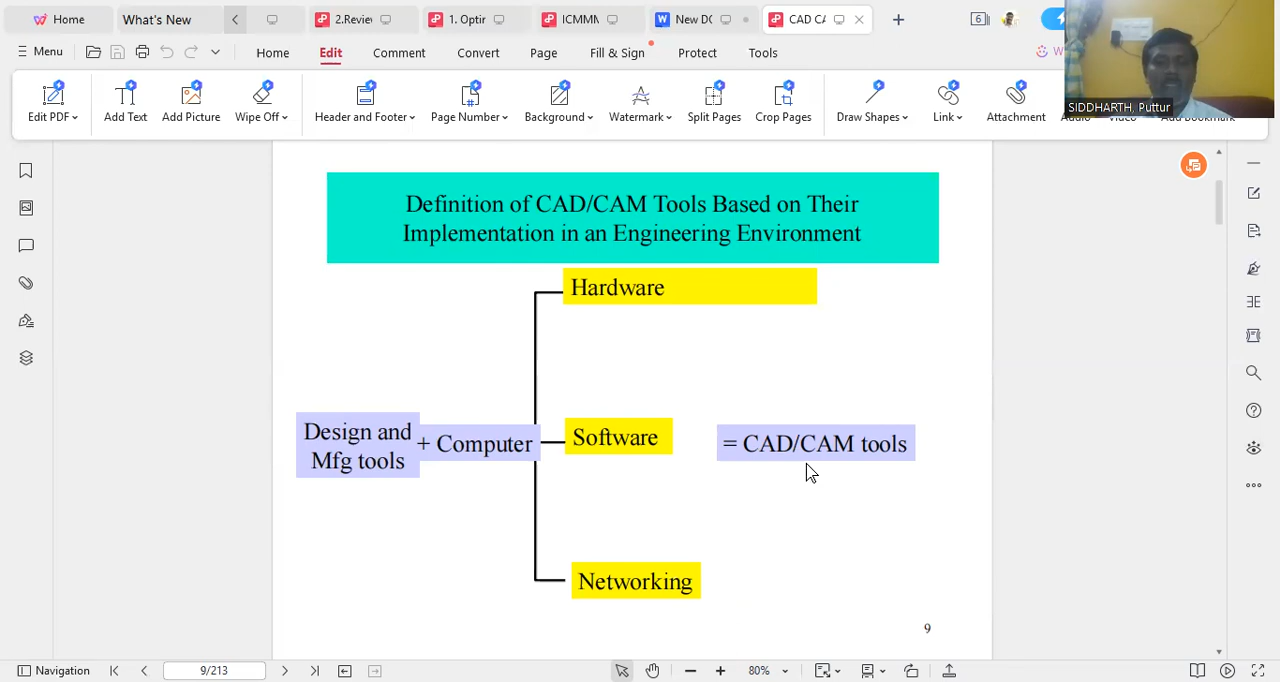 Home
What's New
2.Revie
1. Optir
ICMMN
New DO
CAD CA
6
Menu
Home
Edit
Comment
Convert
Page
Fill & Sign
Protect
Tools
Edit PDF
Add Text
Add Picture
Wipe Off
Header and Footer
Page Number
Background
Watermark
Split Pages
Crop Pages
Draw Shapes
Link
Attachment
SIDDHARTH, Puttur
Definition of CAD/CAM Tools Based on Their
Implementation in an Engineering Environment
Hardware
Design and
Mfg tools
+ Computer
Software
= CAD/CAM tools
Networking
9
Navigation
9/213
80%